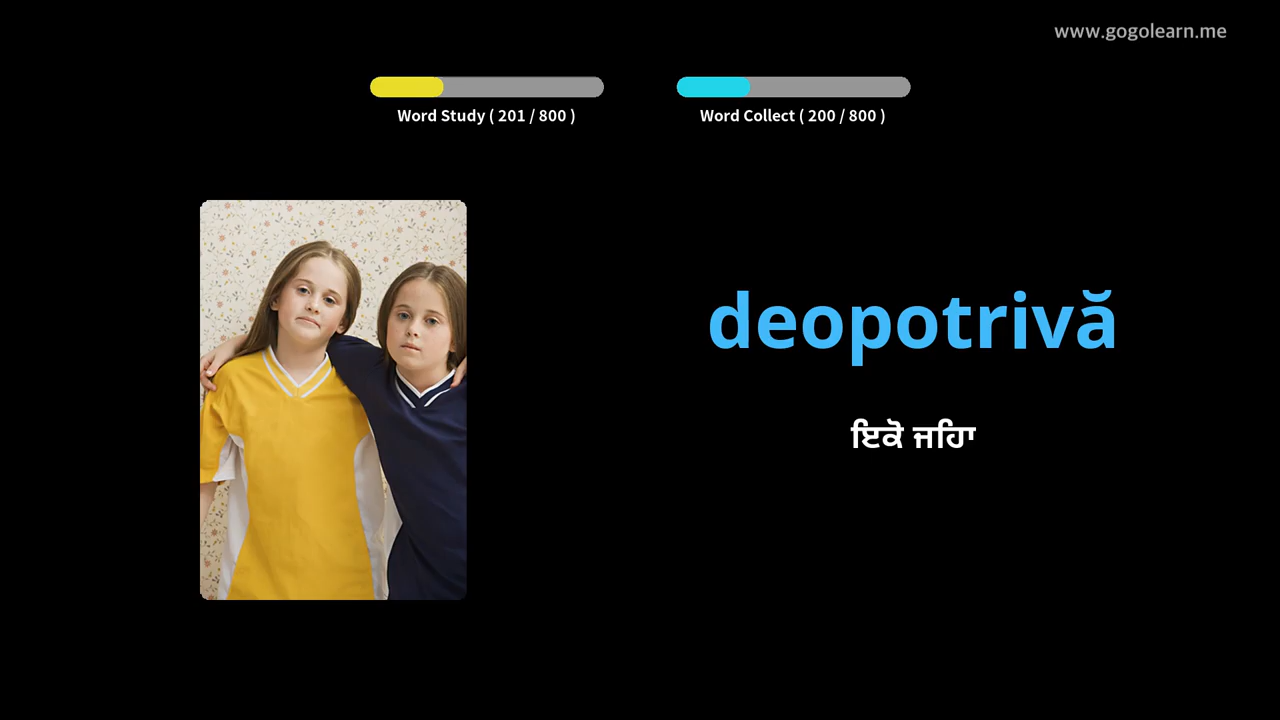 www.gogolearn.me
Word Study ( 201 / 800 )
Word Collect ( 200 / 800 )
deopotrivă
ਇਕੋ ਜਹਿਾ